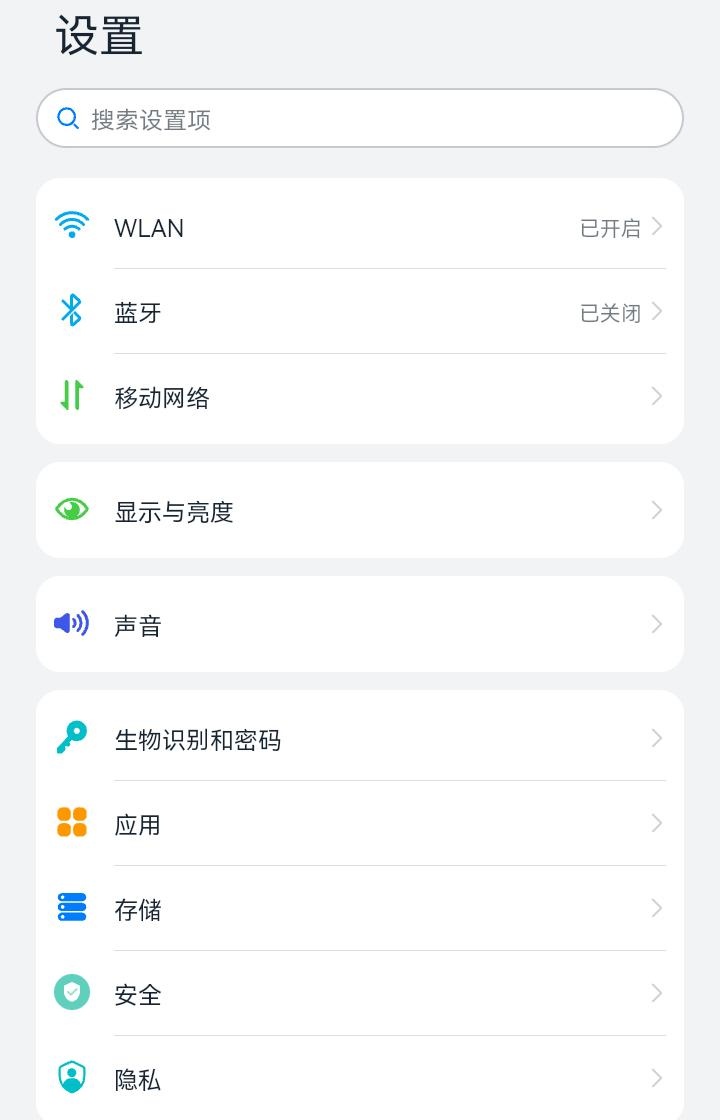 设置
搜索设置项
WLAN 已开启
蓝牙 已关闭
移动网络
显示与亮度
声音
生物识别和密码
应用
存储
安全
隐私